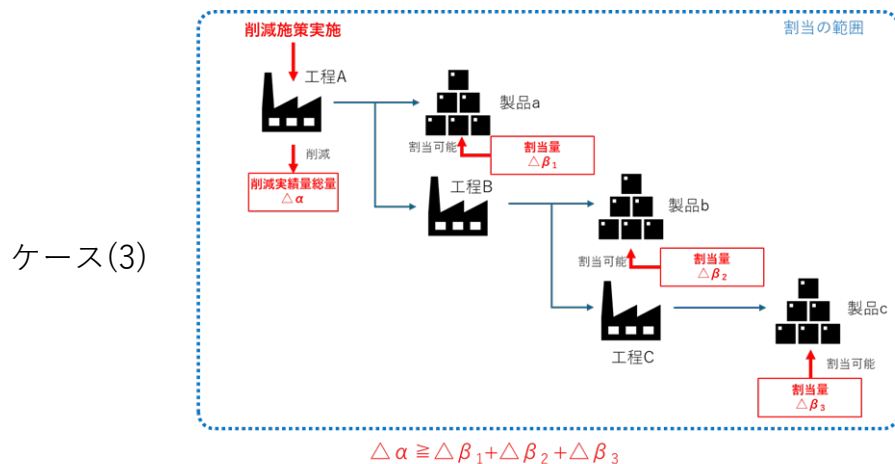 削減施策実施
割当の範囲
工程A
製品a
割当可能
割当量
△β₁
削減
削減実績量総量
△α
工程B
製品b
ケース(3)
割当可能
割当量
△β₂
製品c
工程C
割当可能
割当量
△β₃
△α≧△β₁+△β₂+△β₃